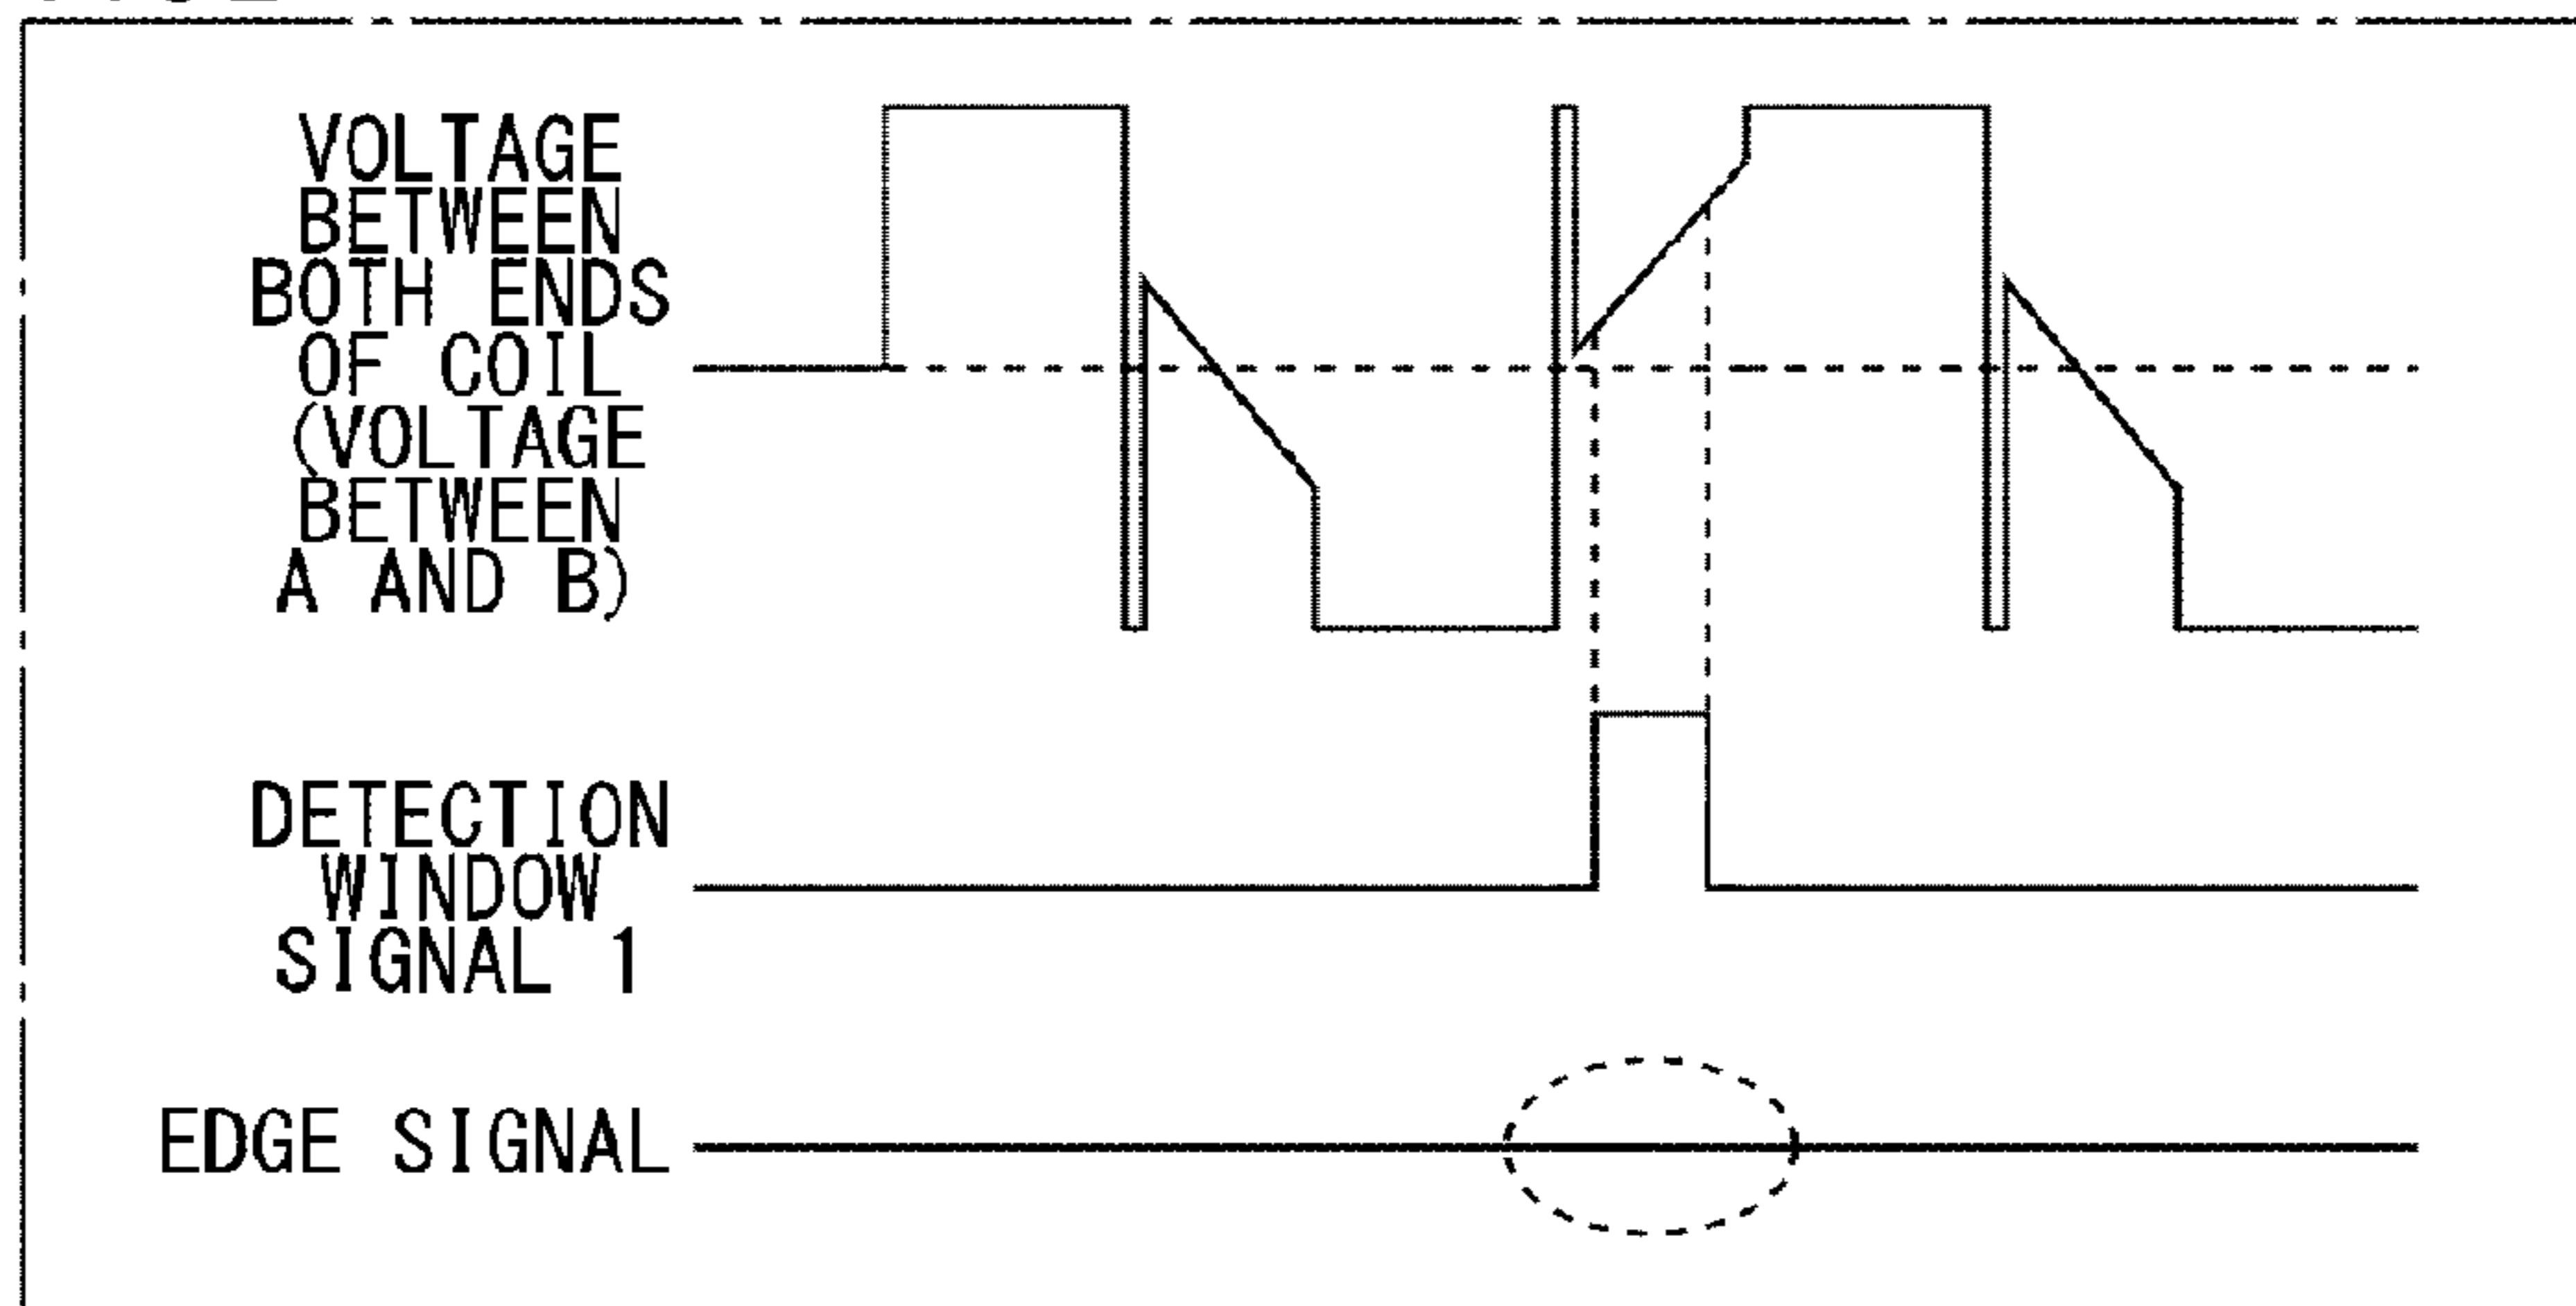 VOLTAGE
BETWEEN
BOTH ENDS
OF COIL
(VOLTAGE
BETWEEN
A AND B)
DETECTION
WINDOW
SIGNAL 1
EDGE SIGNAL